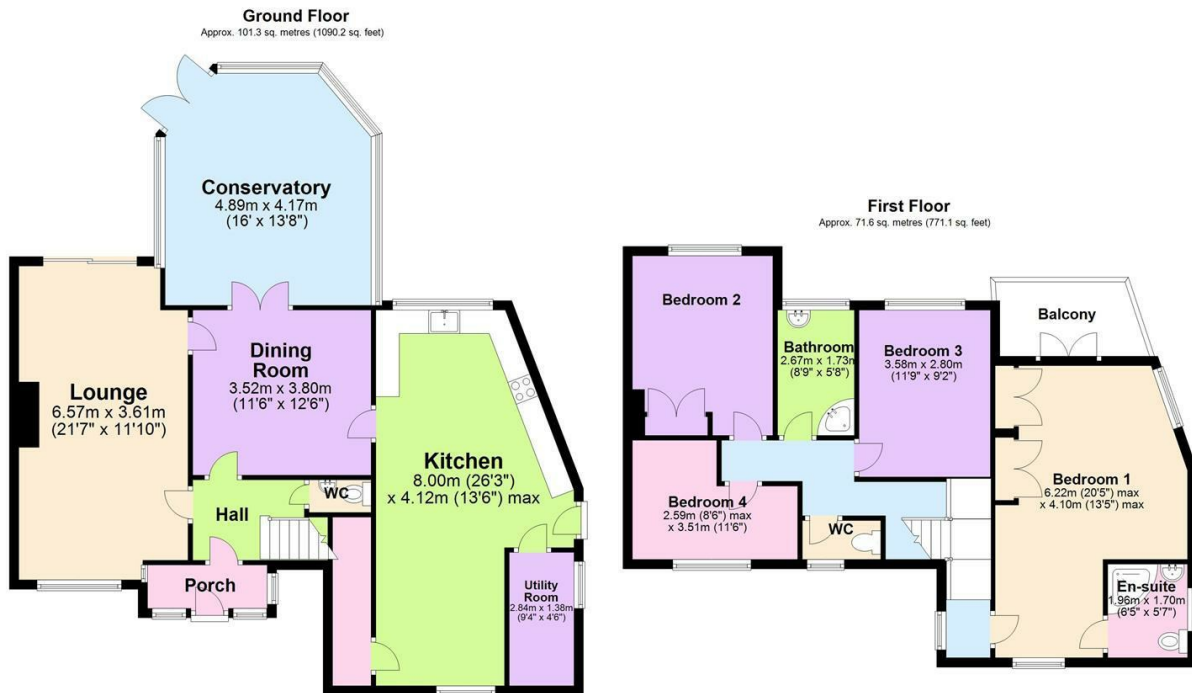 Ground Floor
Approx. 101.3 sq. metres (1090.2 sq. feet)
Conservatory
4.89m x 4.17m
(16' x 13'8")
Lounge
6.57m x 3.61m
(21'7" x 11'10")
Dining
Room
3.52m x 3.80m
(11'6" x 12'6")
Kitchen
8.00m (26'3")
x 4.12m (13'6") max
WC
Hall
Porch
Utility
Room
2.84m x 1.38m
(9'4" x 4'6")
First Floor
Approx. 71.6 sq. metres (771.1 sq. feet)
Bedroom 2
Bathroom
2.67m x 1.73m
(8'9" x 5'8")
Bedroom 3
3.58m x 2.80m
(11'9" x 9'2")
Balcony
Bedroom 1
6.22m (20'5") max
x 4.10m (13'5") max
Bedroom 4
2.59m (8'6") max
x 3.51m (11'6")
WC
En-suite
1.96m x 1.70m
(6'5" x 5'7")